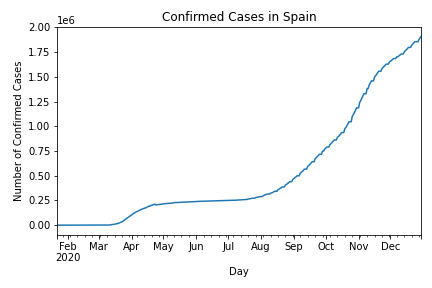 Confirmed Cases in Spain
1e6
2.00
1.75
1.50
1.25
1.00
0.75
0.50
0.25
0.00
Number of Confirmed Cases
Feb Mar Apr May Jun Jul Aug Sep Oct Nov Dec
2020
Day